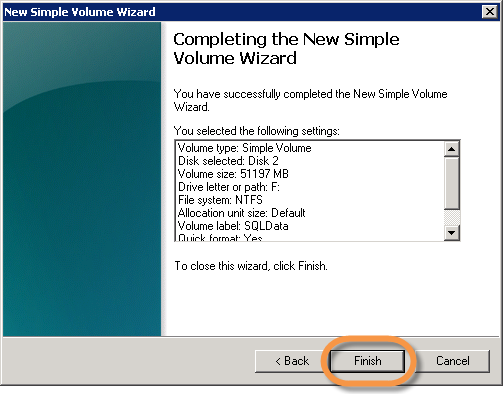 New Simple Volume Wizard
Completing the New Simple
Volume Wizard
You have successfully completed the New Simple Volume
Wizard.
You selected the following settings:
Volume type: Simple Volume
Disk selected: Disk 2
Volume size: 51197 MB
Drive letter or path: F:
File system: NTFS
Allocation unit size: Default
Volume label: SQLData
Quick format: Yes
To close this wizard, click Finish.
< Back
Finish
Cancel